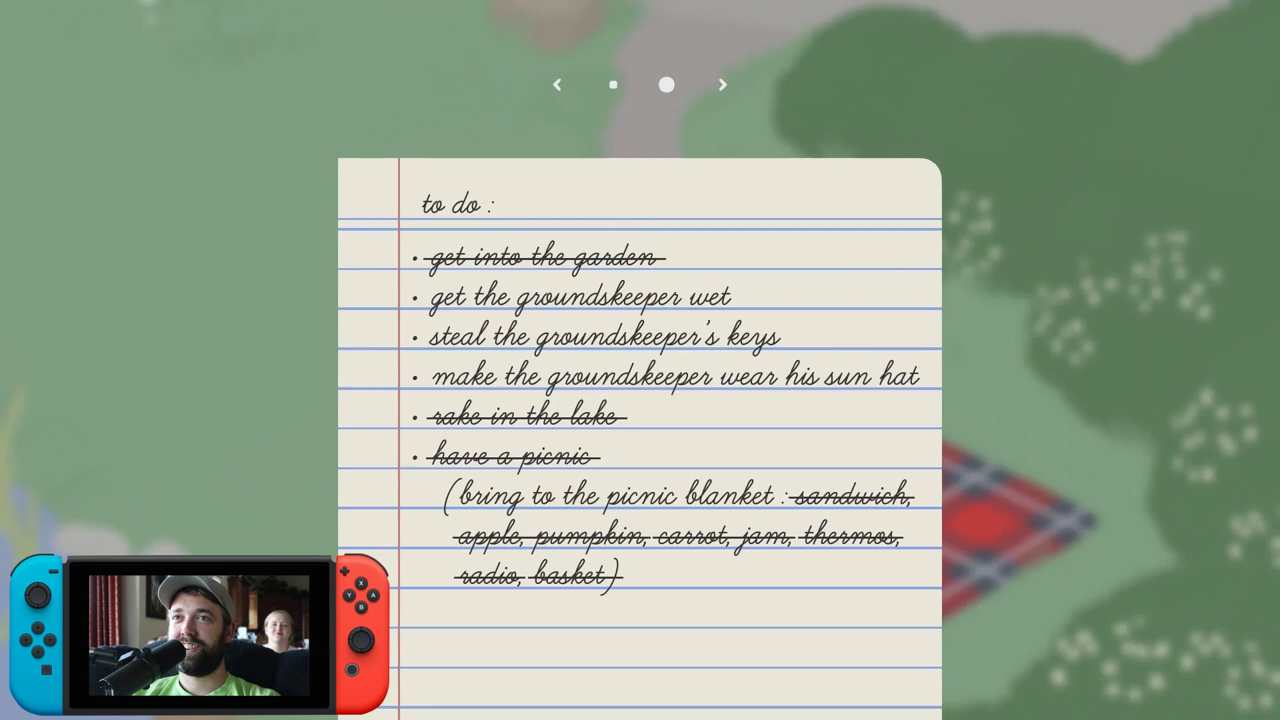 to do :
• get into the garden
• get the groundskeeper wet
• steal the groundskeeper's keys
• make the groundskeeper wear his sun hat
• rake in the lake
• have a picnic
(bring to the picnic blanket : sandwich,
apple, pumpkin, carrot, jam, thermos,
radio, basket)
X
Y A
B